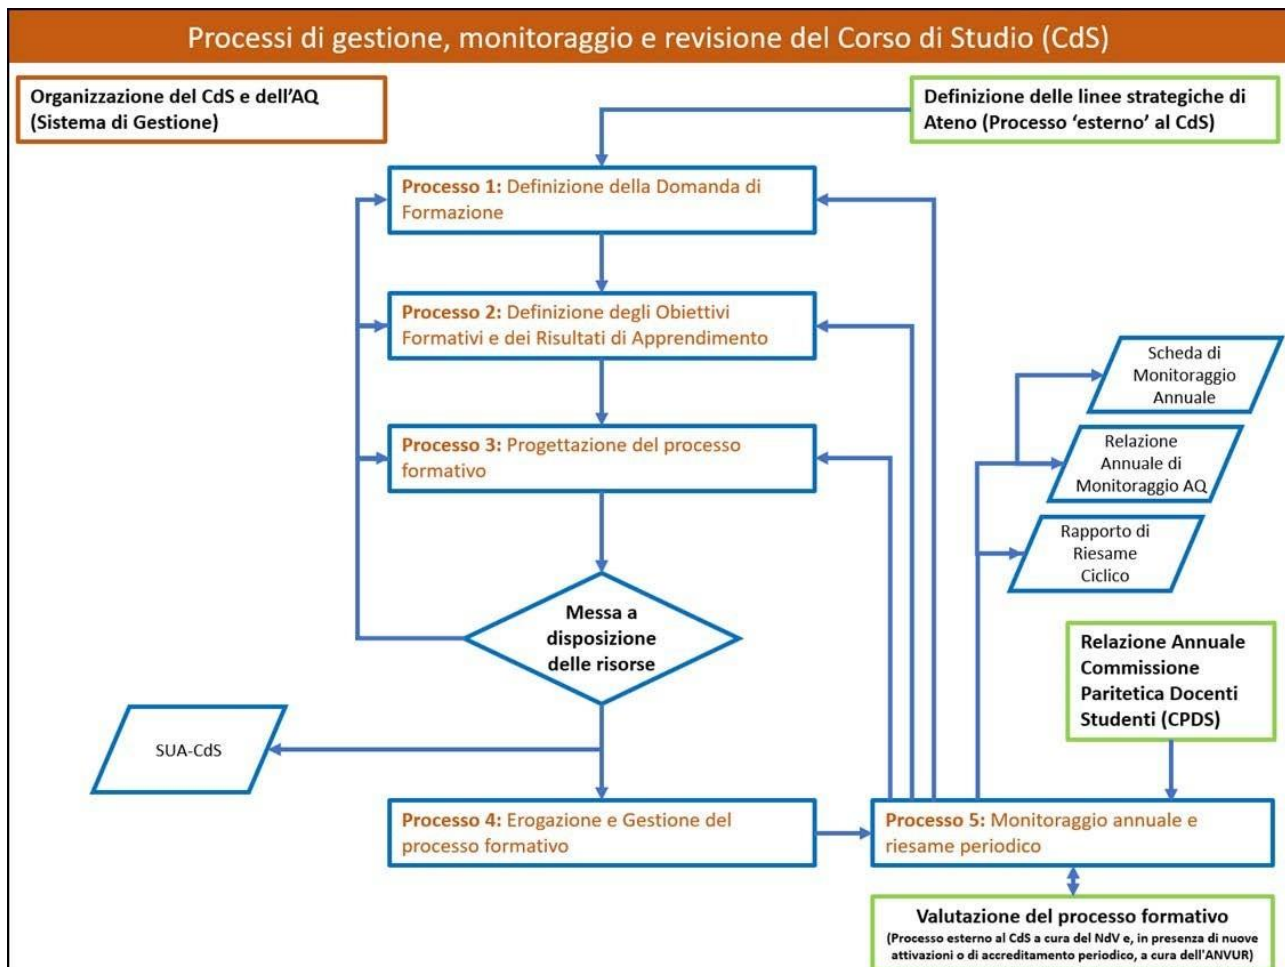 Processi di gestione, monitoraggio e revisione del Corso di Studio (CdS)
Organizzazione del CdS e dell'AQ
(Sistema di Gestione)
Definizione delle linee strategiche di
Ateno (Processo 'esterno' al CdS)
Processo 1: Definizione della Domanda di
Formazione
Processo 2: Definizione degli Obiettivi
Formativi e dei Risultati di Apprendimento
Scheda di
Monitoraggio
Annuale
Processo 3: Progettazione del processo
formativo
Relazione
Annuale di
Monitoraggio AQ
Rapporto di
Riesame
Ciclico
Messa a
disposizione
delle risorse
Relazione Annuale
Commissione
Paritetica Docenti
Studenti (CPDS)
SUA-CdS
Processo 4: Erogazione e Gestione del
processo formativo
Processo 5: Monitoraggio annuale e
riesame periodico
Valutazione del processo formativo
(Processo esterno al CdS a cura del NdV e, in presenza di nuove
attivazioni o di accreditamento periodico, a cura dell'ANVUR)